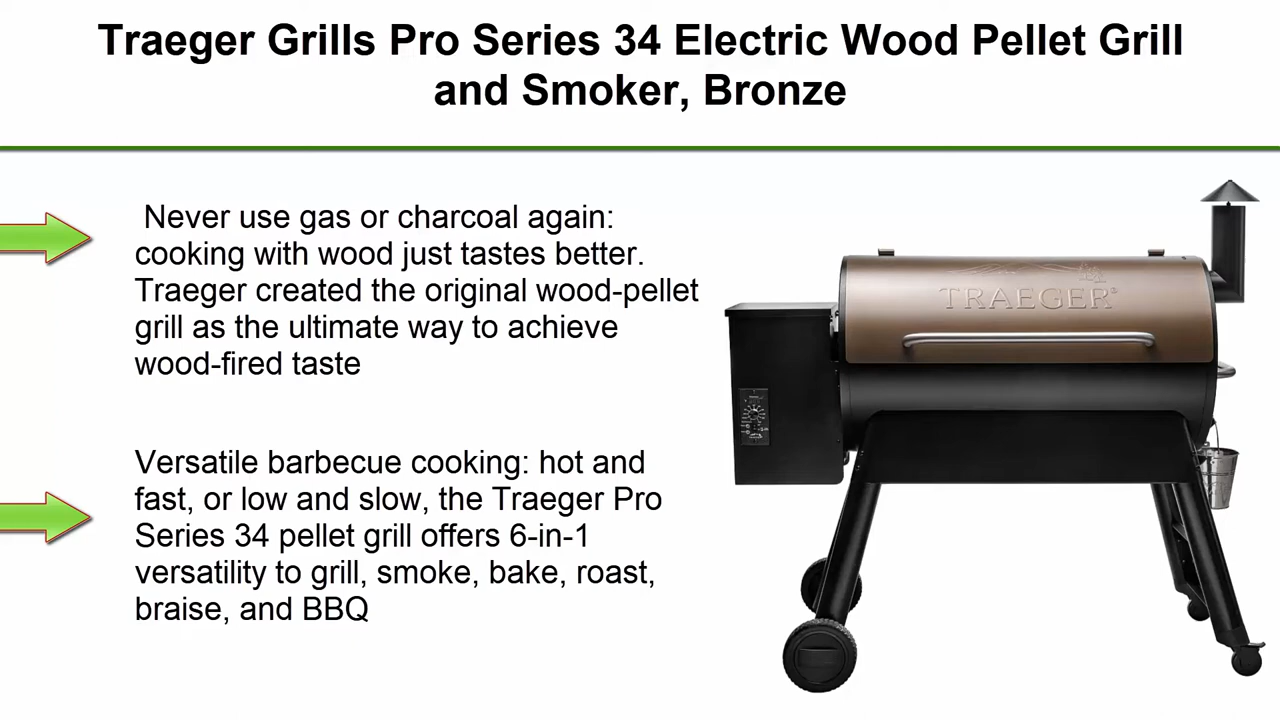 Traeger Grills Pro Series 34 Electric Wood Pellet Grill
and Smoker, Bronze
Never use gas or charcoal again:
cooking with wood just tastes better.
Traeger created the original wood-pellet
grill as the ultimate way to achieve
wood-fired taste
TRAEGER
Versatile barbecue cooking: hot and
fast, or low and slow, the Traeger Pro
Series 34 pellet grill offers 6-in-1
versatility to grill, smoke, bake, roast,
braise, and BBQ